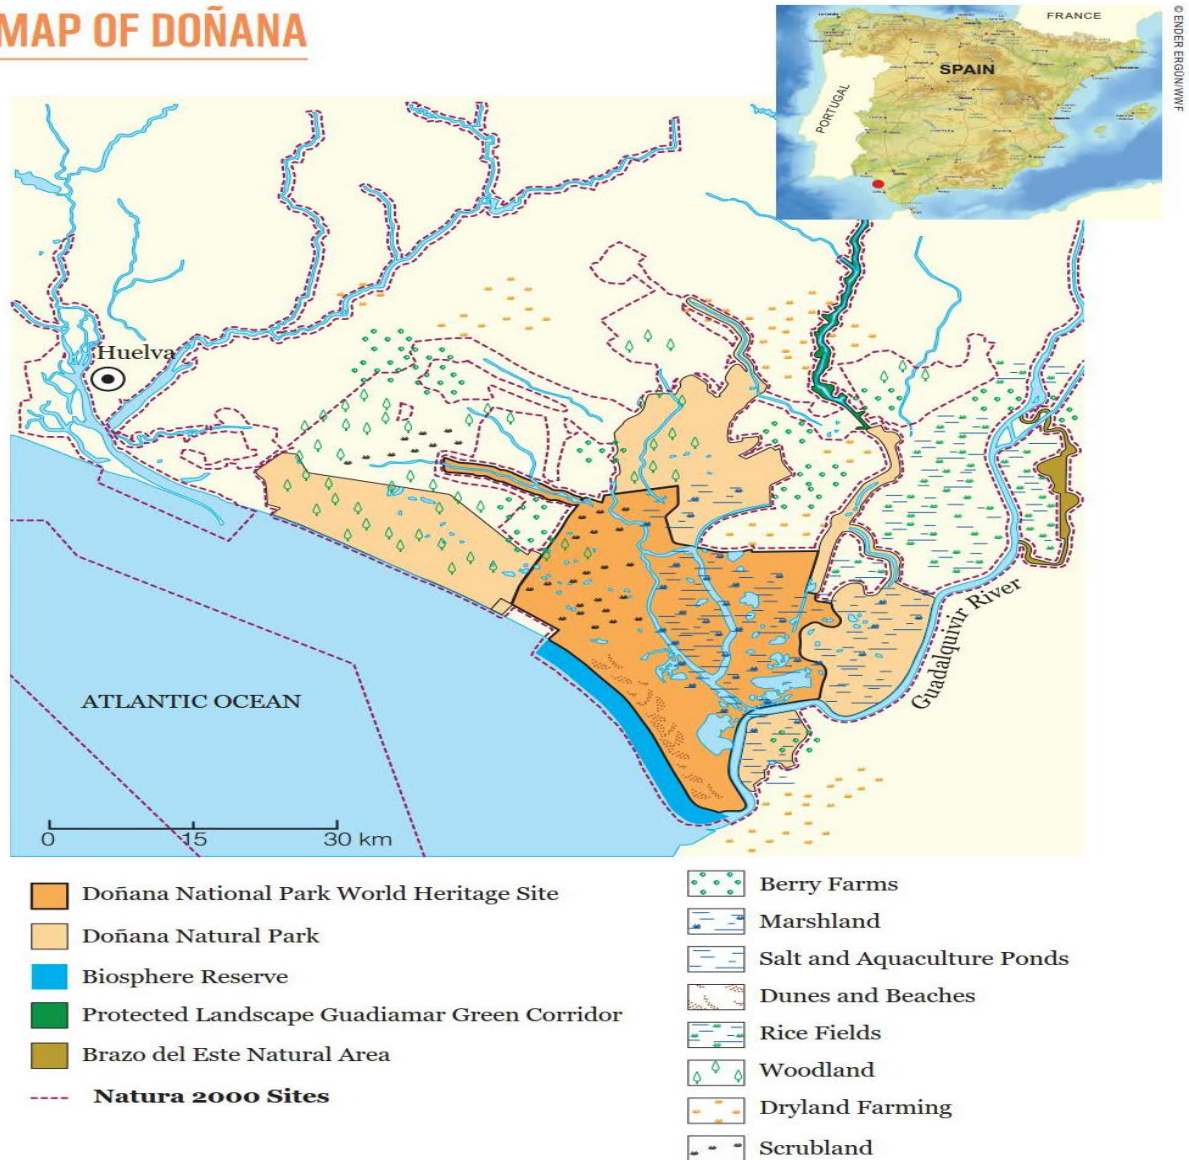 MAP OF DOÑANA
FRANCE
SPAIN
PORTUGAL
© ENDER ERGÜN/WWF
Huelva
ATLANTIC OCEAN
Guadalquivir River
0 15 30 km
Doñana National Park World Heritage Site
Doñana Natural Park
Biosphere Reserve
Protected Landscape Guadiamar Green Corridor
Brazo del Este Natural Area
Natura 2000 Sites
Berry Farms
Marshland
Salt and Aquaculture Ponds
Dunes and Beaches
Rice Fields
Woodland
Dryland Farming
Scrubland